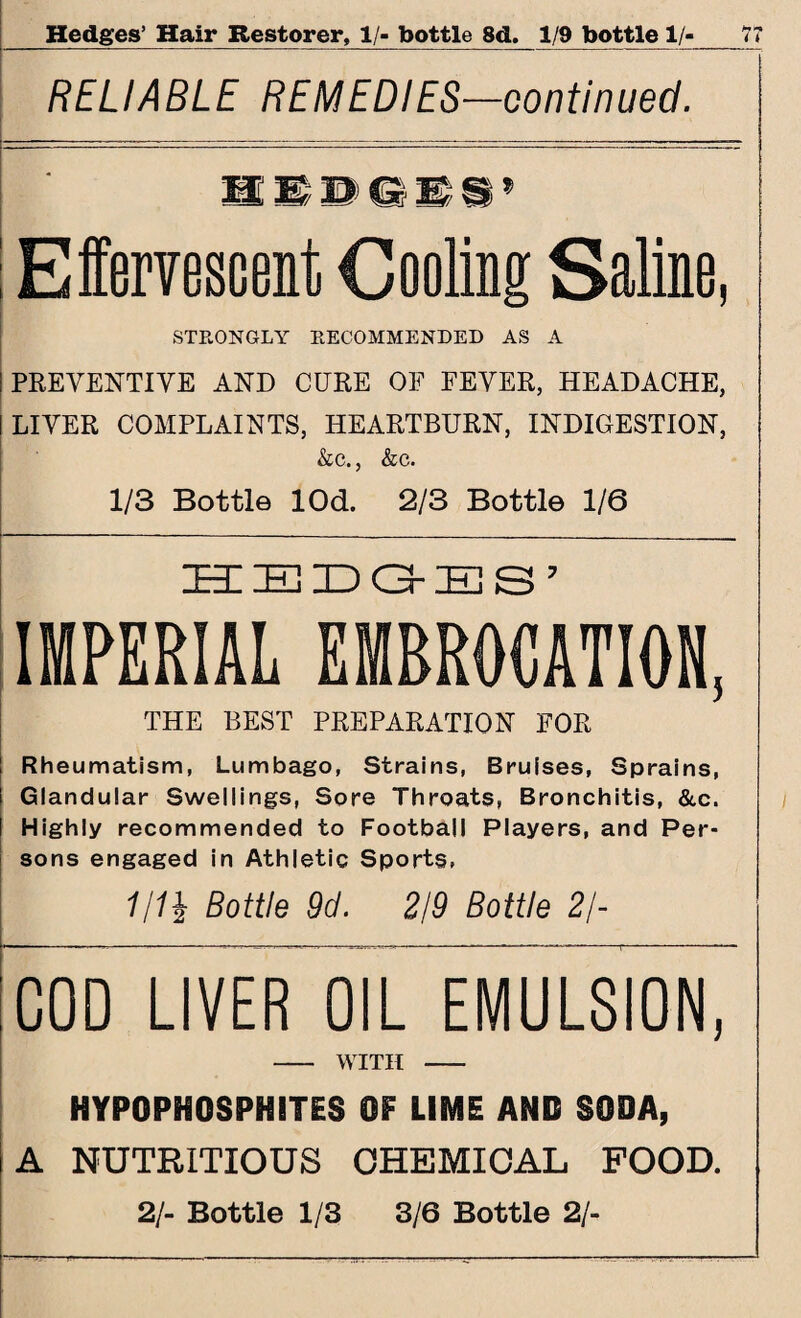 Hedges' Hair Restorer, 1/- bottle 8d. 1/9 bottle 1/- 77
RELIABLE REMEDIES—continued.
HEDGES'
Effervescent Cooling Saline,
STRONGLY RECOMMENDED AS A
PREVENTIVE AND CURE OF FEVER, HEADACHE,
LIVER COMPLAINTS, HEARTBURN, INDIGESTION,
&c., &c.
1/3 Bottle 10d. 2/3 Bottle 1/6
HEDGES'
IMPERIAL EMBROCATION,
THE BEST PREPARATION FOR
Rheumatism, Lumbago, Strains, Bruises, Sprains,
Glandular Swellings, Sore Throats, Bronchitis, &c.
Highly recommended to Football Players, and Per-
sons engaged in Athletic Sports,
1/1½ Bottle 9d. 2/9 Bottle 2/-
COD LIVER OIL EMULSION,
— WITH —
HYPOPHOSPHITES OF LIME AND SODA,
A NUTRITIOUS CHEMICAL FOOD.
2/- Bottle 1/3 3/6 Bottle 2/-